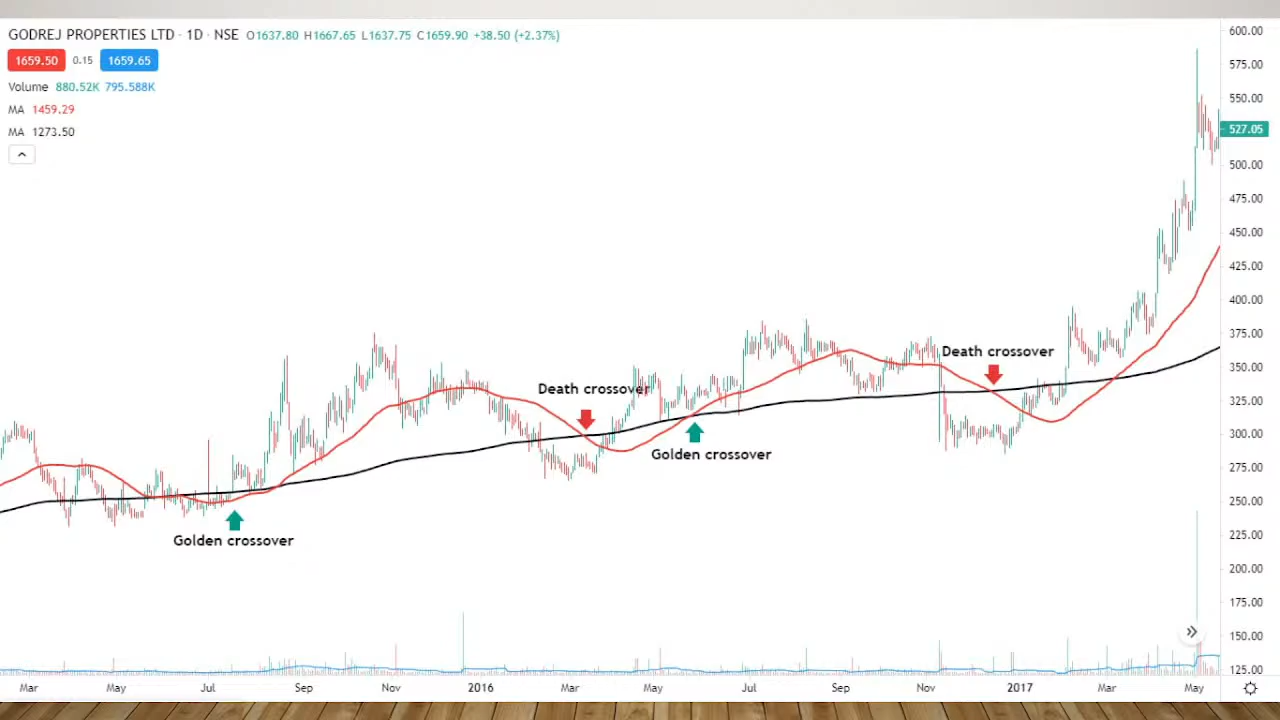 GODREJ PROPERTIES LTD · 1D · NSE O1637.80 H1667.65 L1637.75 C1659.90 +38.50 (+2.37%)
1659.50 0.15 1659.65
Volume 880.52K 795.588K
MA 1459.29
MA 1273.50
600.00
575.00
550.00
527.05
500.00
475.00
450.00
425.00
400.00
375.00
350.00
325.00
300.00
275.00
250.00
225.00
200.00
175.00
150.00
125.00
Death crossover
Death crossover
Golden crossover
Golden crossover
Mar May Jul Sep Nov 2016 Mar May Jul Sep Nov 2017 Mar May